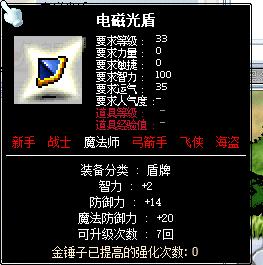 电磁光盾
要求等级 : 33
要求力量 : 0
要求敏捷 : 0
要求智力 : 100
要求运气 : 35
要求人气度 : -
道具等级 : -
道具经验值 : -
新手 战士 魔法师 弓箭手 飞侠 海盗
装备分类 : 盾牌
智力 : +2
防御力 : +14
魔法防御力 : +20
可升级次数 : 7回
金锤子已提高的强化次数: 0